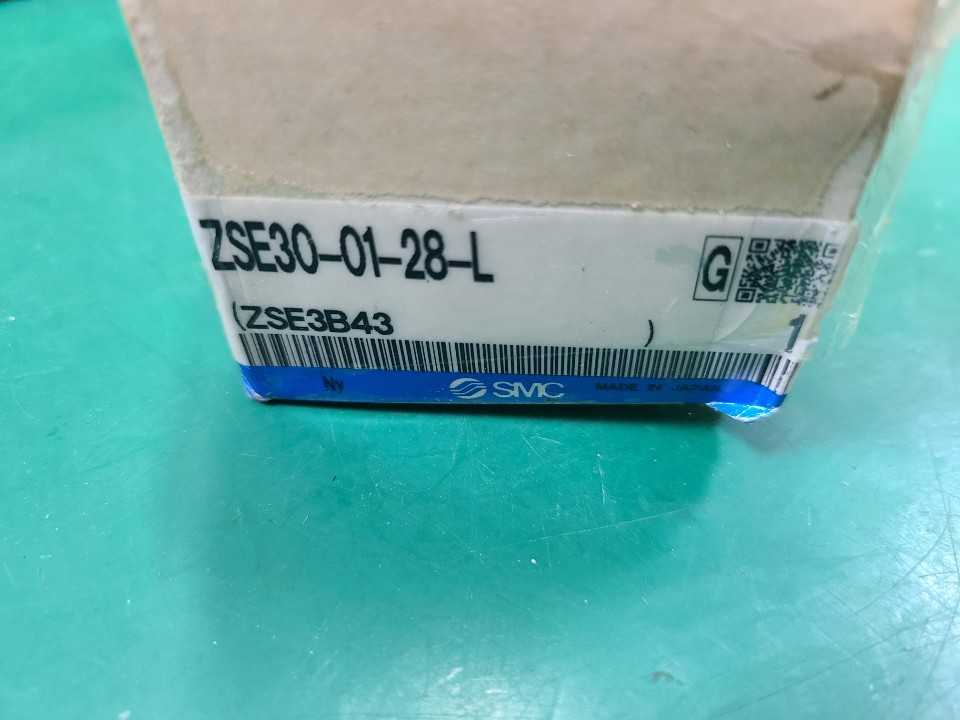 ZSE30-01-28-L
G
(ZSE3B43 )
1
SMC MADE IN JAPAN